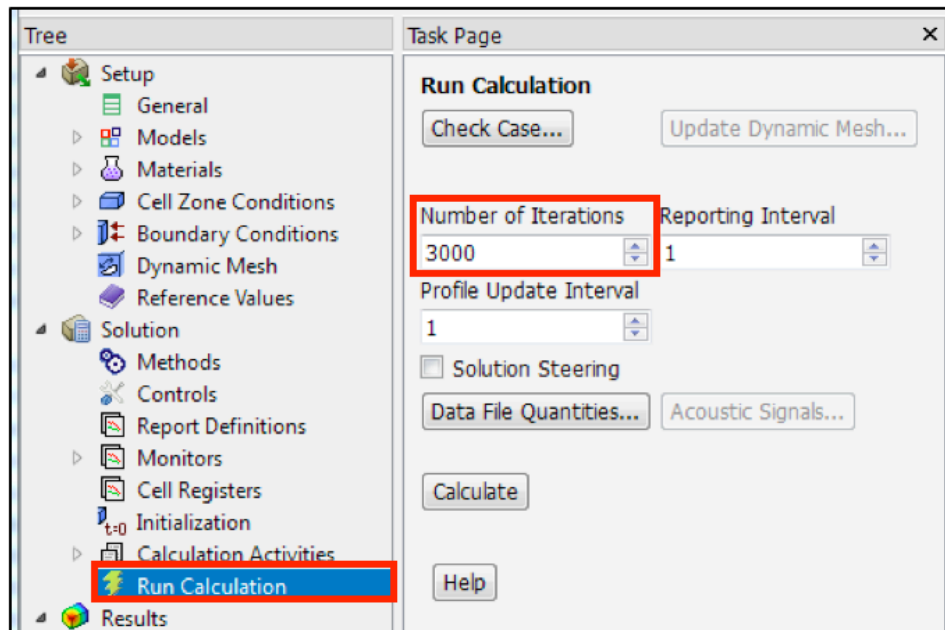 Tree
Setup
General
Models
Materials
Cell Zone Conditions
Boundary Conditions
Dynamic Mesh
Reference Values
Solution
Methods
Controls
Report Definitions
Monitors
Cell Registers
t=0 Initialization
Calculation Activities
Run Calculation
Results
Task Page
Run Calculation
Check Case...
Update Dynamic Mesh...
Number of Iterations
Reporting Interval
3000
1
Profile Update Interval
1
Solution Steering
Data File Quantities...
Acoustic Signals...
Calculate
Help